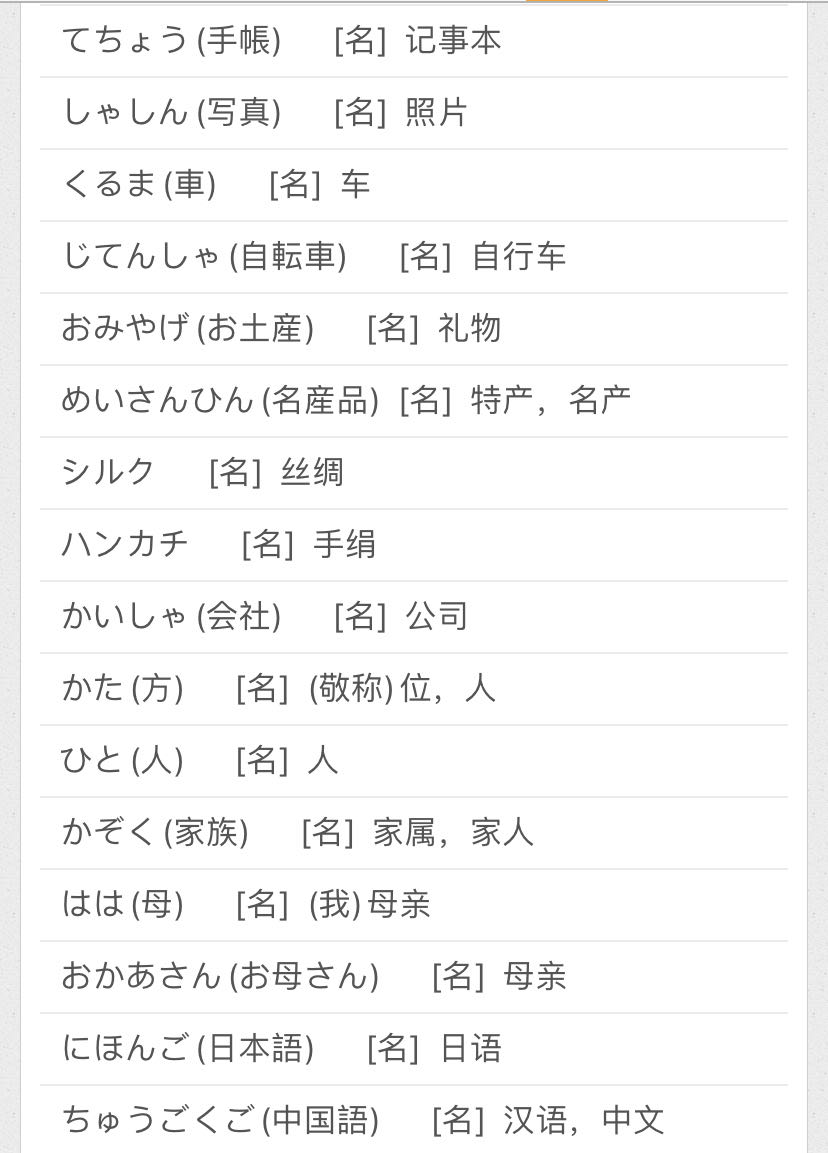 てちょう(手帳) [名] 记事本
しゃしん(写真) [名] 照片
くるま(車) [名] 车
じてんしゃ(自転車) [名] 自行车
おみやげ(お土産) [名] 礼物
めいさんひん(名産品) [名] 特产，名产
シルク [名] 丝绸
ハンカチ [名] 手绢
かいしゃ(会社) [名] 公司
かた(方) [名] (敬称)位，人
ひと(人) [名] 人
かぞく(家族) [名] 家属，家人
はは(母) [名] (我)母亲
おかあさん(お母さん) [名] 母亲
にほんご(日本語) [名] 日语
ちゅうごくご(中国語) [名] 汉语，中文